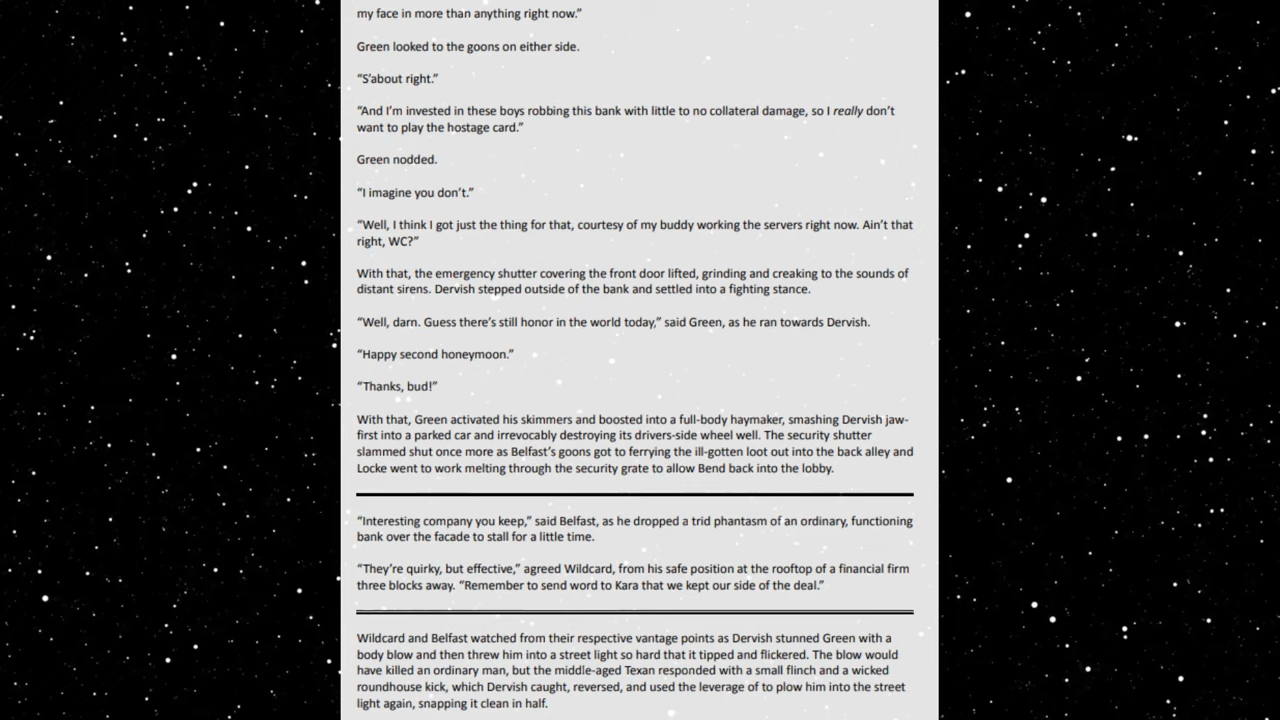 my face in more than anything right now.”
Green looked to the goons on either side.
“S’about right.”
“And I’m invested in these boys robbing this bank with little to no collateral damage, so I really don’t
want to play the hostage card.”
Green nodded.
“I imagine you don’t.”
“Well, I think I got just the thing for that, courtesy of my buddy working the servers right now. Ain’t that
right, WC?”
With that, the emergency shutter covering the front door lifted, grinding and creaking to the sounds of
distant sirens. Dervish stepped outside of the bank and settled into a fighting stance.
“Well, darn. Guess there’s still honor in the world today,” said Green, as he ran towards Dervish.
“Happy second honeymoon.”
“Thanks, bud!”
With that, Green activated his skimmers and boosted into a full-body haymaker, smashing Dervish jaw-
first into a parked car and irrevocably destroying its drivers-side wheel well. The security shutter
slammed shut once more as Belfast’s goons got to ferrying the ill-gotten loot out into the back alley and
Locke went to work melting through the security grate to allow Bend back into the lobby.
“Interesting company you keep,” said Belfast, as he dropped a trid phantasm of an ordinary, functioning
bank over the facade to stall for a little time.
“They’re quirky, but effective,” agreed Wildcard, from his safe position at the rooftop of a financial firm
three blocks away. “Remember to send word to Kara that we kept our side of the deal.”
Wildcard and Belfast watched from their respective vantage points as Dervish stunned Green with a
body blow and then threw him into a street light so hard that it tipped and flickered. The blow would
have killed an ordinary man, but the middle-aged Texan responded with a small flinch and a wicked
roundhouse kick, which Dervish caught, reversed, and used the leverage of to plow him into the street
light again, snapping it clean in half.